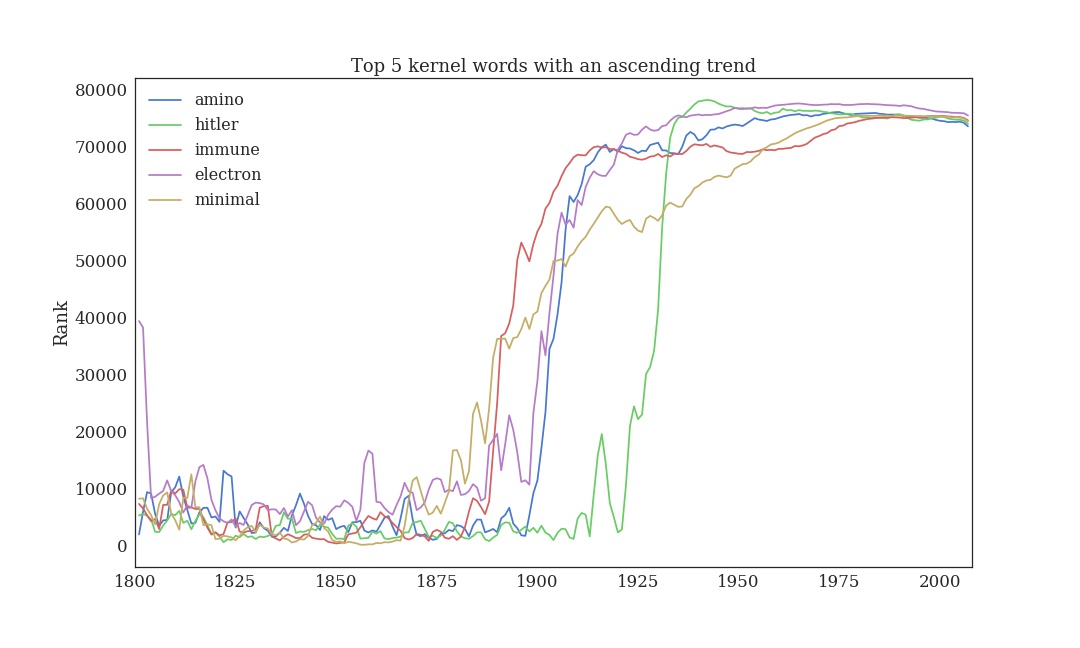 Top 5 kernel words with an ascending trend
amino
hitler
immune
electron
minimal
Rank
80000
70000
60000
50000
40000
30000
20000
10000
0
1800 1825 1850 1875 1900 1925 1950 1975 2000